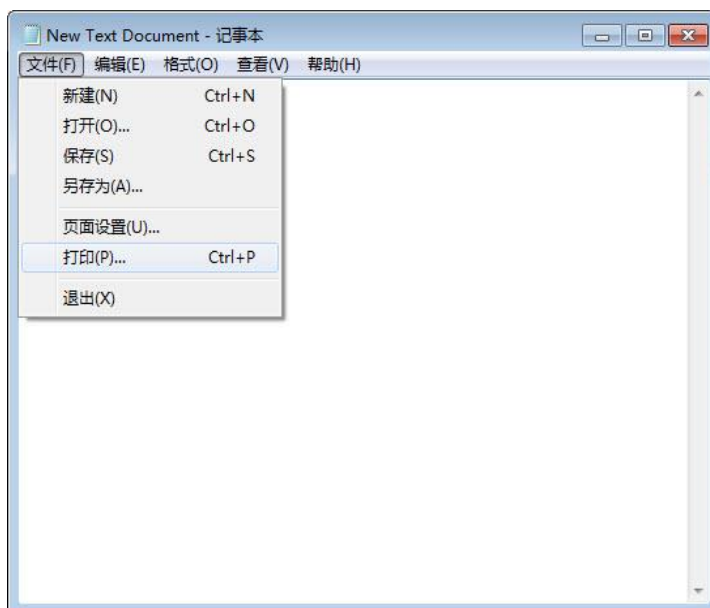 New Text Document - 记事本
文件(F) 编辑(E) 格式(O) 查看(V) 帮助(H)
新建(N) Ctrl+N
打开(O)... Ctrl+O
保存(S) Ctrl+S
另存为(A)...
页面设置(U)...
打印(P)... Ctrl+P
退出(X)